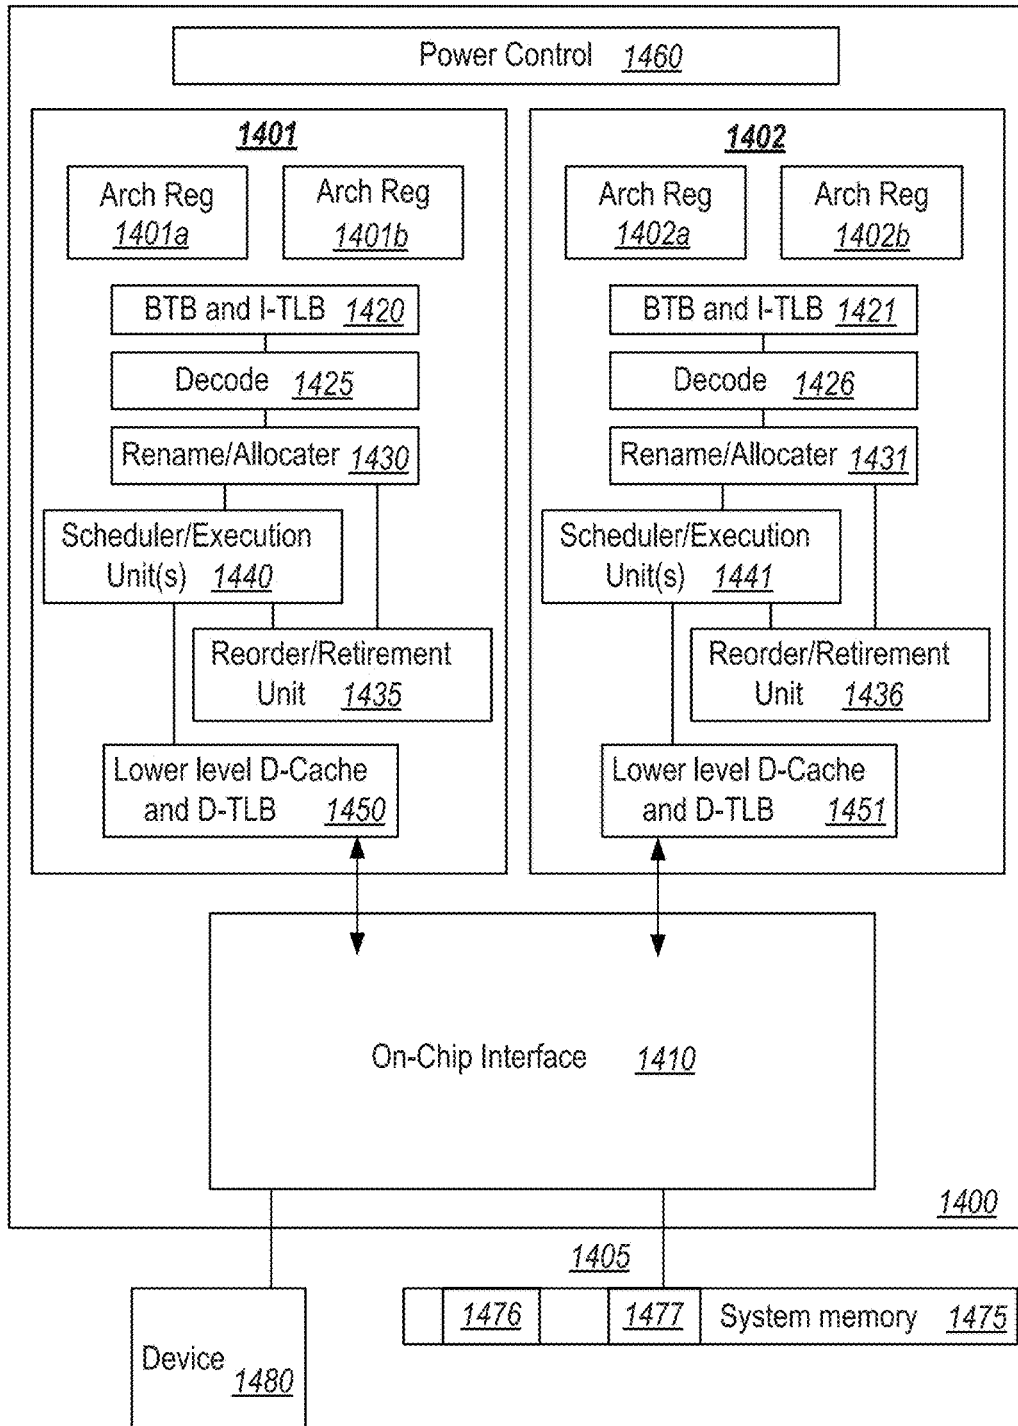 Power Control 1460
1401
Arch Reg
1401a
Arch Reg
1401b
BTB and I-TLB 1420
Decode 1425
Rename/Allocater 1430
Scheduler/Execution
Unit(s) 1440
Reorder/Retirement
Unit 1435
Lower level D-Cache
and D-TLB 1450
1402
Arch Reg
1402a
Arch Reg
1402b
BTB and I-TLB 1421
Decode 1426
Rename/Allocater 1431
Scheduler/Execution
Unit(s) 1441
Reorder/Retirement
Unit 1436
Lower level D-Cache
and D-TLB 1451
On-Chip Interface 1410
1400
1405
1476
1477
System memory 1475
Device 1480